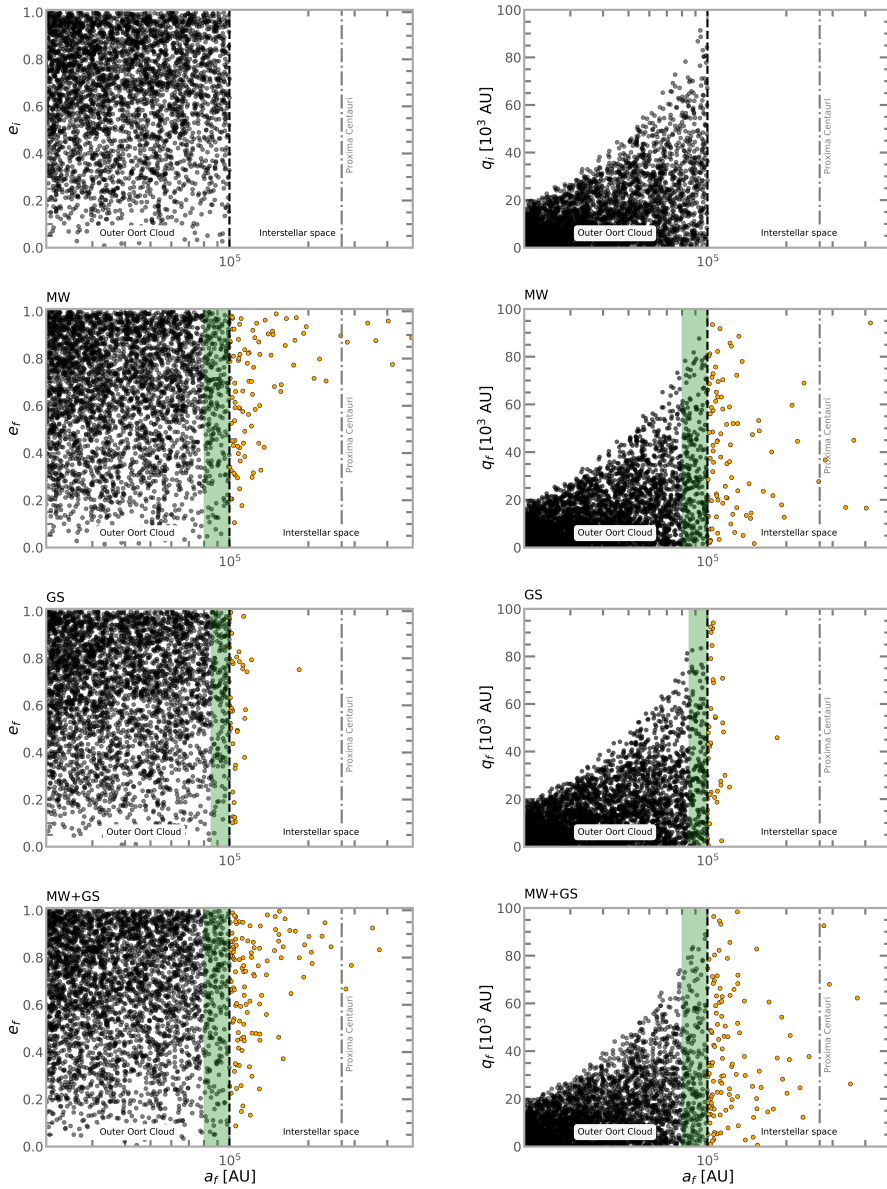 1.0
0.8
0.6
0.4
0.2
0.0
e_i
Outer Oort Cloud
Interstellar space
Proxima Centauri
10^5
100
80
60
40
20
0
q_i [10^3 AU]
Outer Oort Cloud
Interstellar space
Proxima Centauri
10^5
MW
1.0
0.8
0.6
0.4
0.2
0.0
e_f
Outer Oort Cloud
Interstellar space
Proxima Centauri
10^5
MW
100
80
60
40
20
0
q_f [10^3 AU]
Outer Oort Cloud
Interstellar space
Proxima Centauri
10^5
GS
1.0
0.8
0.6
0.4
0.2
0.0
e_f
Outer Oort Cloud
Interstellar space
Proxima Centauri
10^5
GS
100
80
60
40
20
0
q_f [10^3 AU]
Outer Oort Cloud
Interstellar space
Proxima Centauri
10^5
MW+GS
1.0
0.8
0.6
0.4
0.2
0.0
e_f
Outer Oort Cloud
Interstellar space
Proxima Centauri
10^5
a_f [AU]
MW+GS
100
80
60
40
20
0
q_f [10^3 AU]
Outer Oort Cloud
Interstellar space
Proxima Centauri
10^5
a_f [AU]